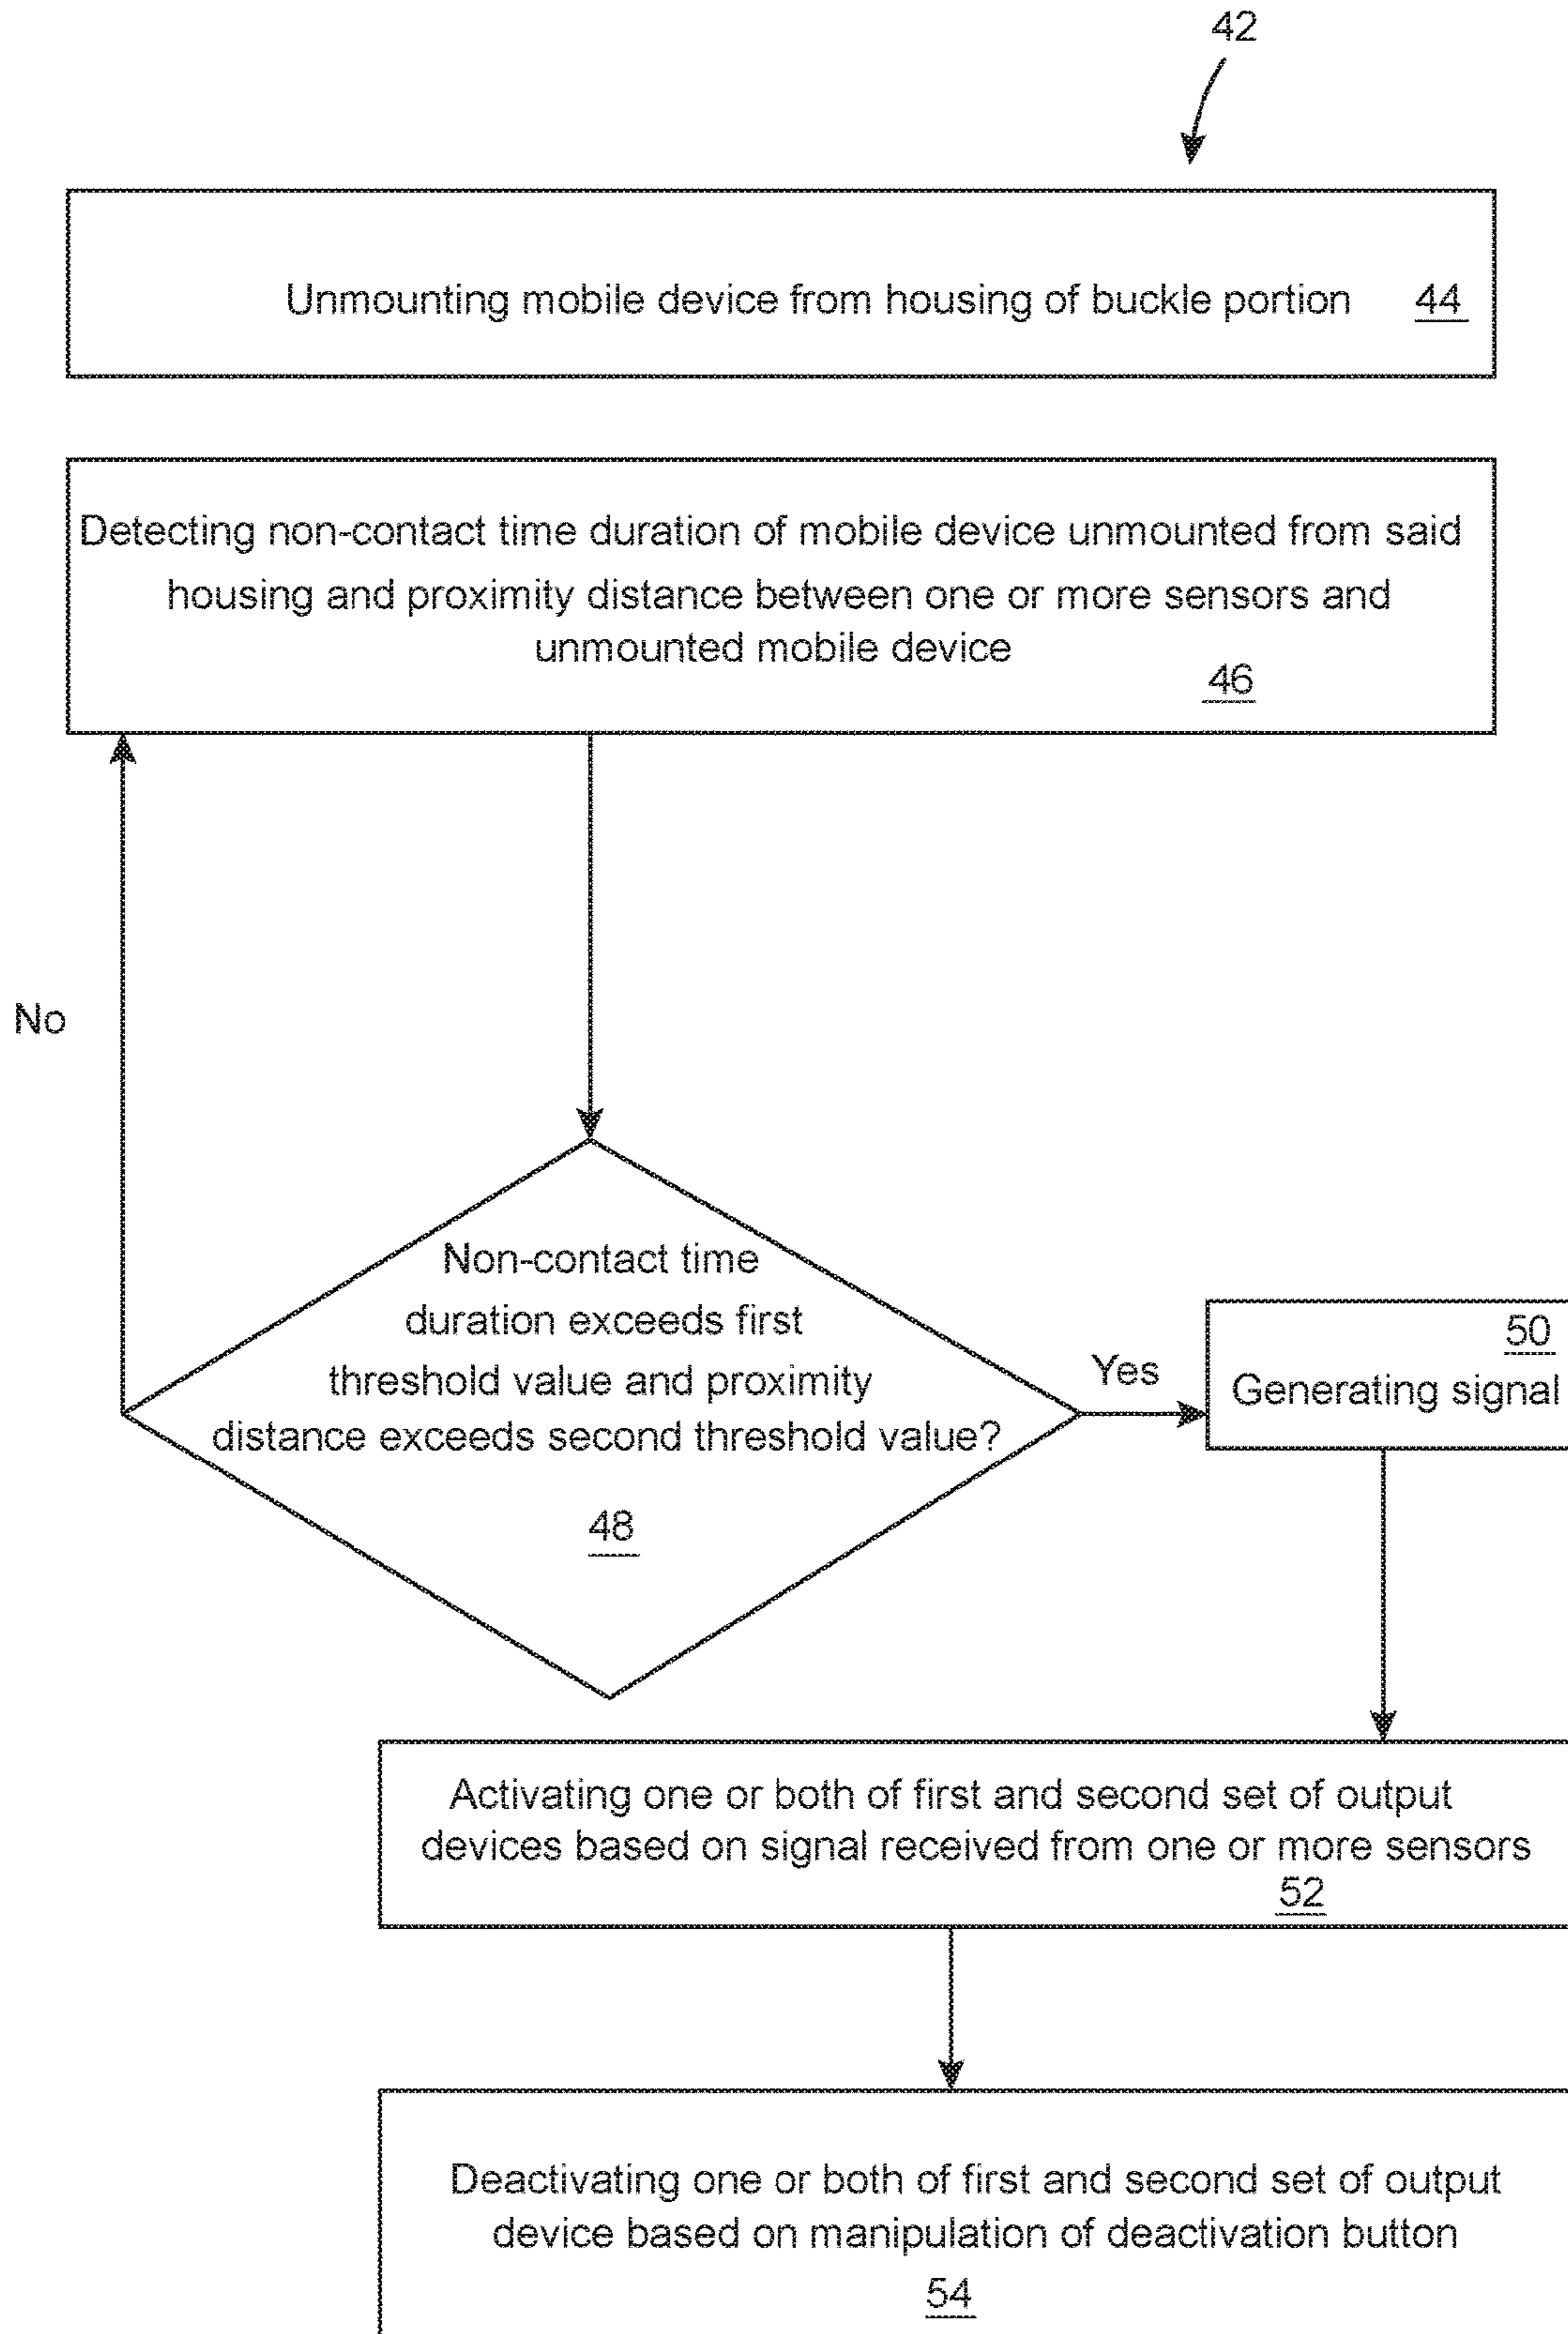 42
Unmounting mobile device from housing of buckle portion 44
Detecting non-contact time duration of mobile device unmounted from said
housing and proximity distance between one or more sensors and
unmounted mobile device
46
No
Non-contact time
duration exceeds first
threshold value and proximity
distance exceeds second threshold value?
48
Yes
50
Generating signal
Activating one or both of first and second set of output
devices based on signal received from one or more sensors
52
Deactivating one or both of first and second set of output
device based on manipulation of deactivation button
54